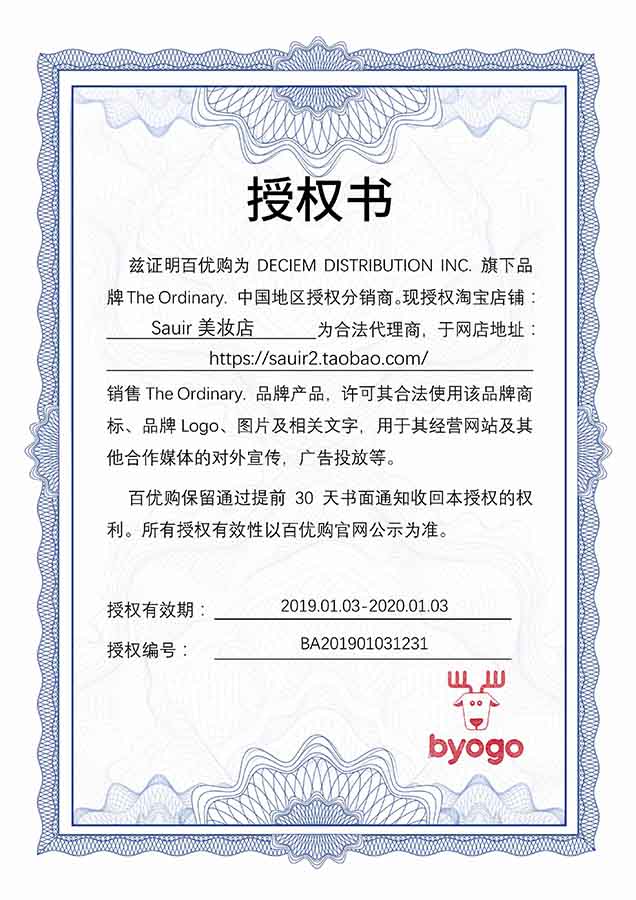 授权书
兹证明百优购为 DECIEM DISTRIBUTION INC. 旗下品
牌The Ordinary. 中国地区授权分销商。现授权淘宝店铺：
Sauir 美妆店 为合法代理商，于网店地址：
https://sauir2.taobao.com/
销售 The Ordinary. 品牌产品，许可其合法使用该品牌商
标、品牌 Logo、图片及相关文字，用于其经营网站及其
他合作媒体的对外宣传，广告投放等。
百优购保留通过提前 30 天书面通知收回本授权的权
利。所有授权有效性以百优购官网公示为准。
授权有效期： 2019.01.03-2020.01.03
授权编号： BA201901031231
byogo